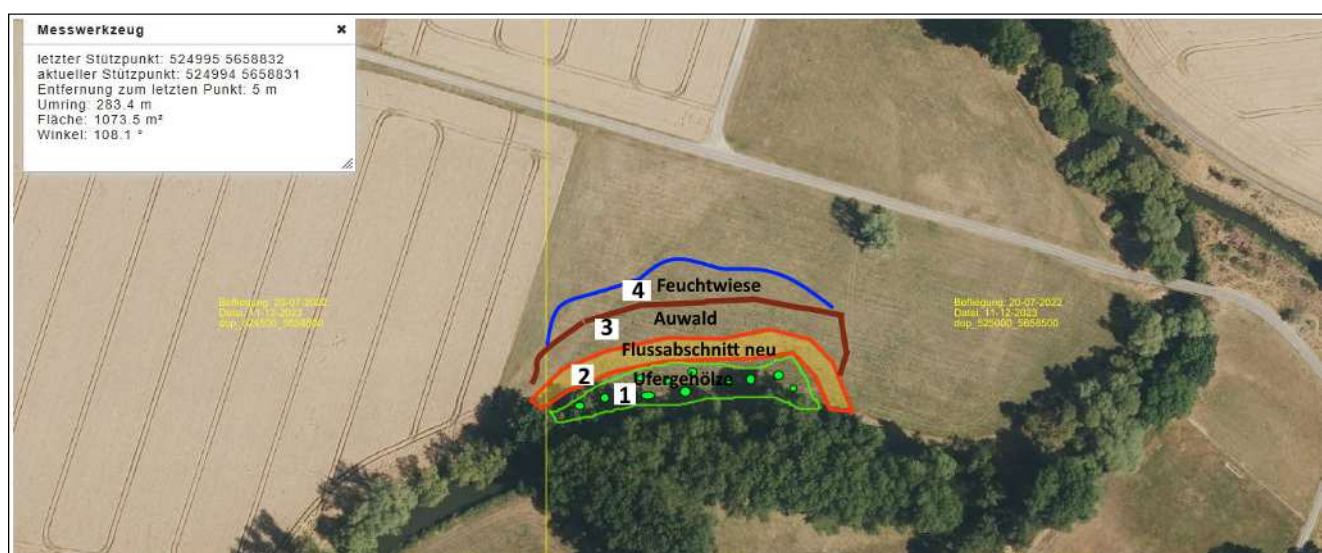 Messwerkzeug ✖
letzter Stützpunkt: 524995 5658832
aktueller Stützpunkt: 524994 5658831
Entfernung zum letzten Punkt: 5 m
Umring: 283.4 m
Fläche: 1073.5 m²
Winkel: 108.1 °
4 Feuchtwiese
3 Auwald
Flussabschnitt neu
2 Ufergehölze
1
Befliegung: 20-07-2022
Datei: 11-12-2023
dop_524500_5658500
Befliegung: 20-07-2022
Datei: 11-12-2023
dop_525000_5658500